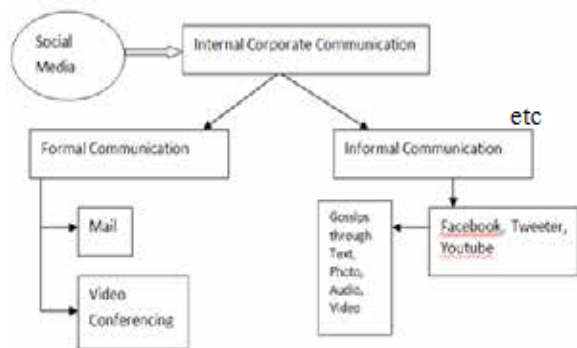 Social
Media
Internal Corporate Communication
etc
Formal Communication
Informal Communication
Mail
Video
Conferencing
Gossips
through
Text,
Photo,
Audio,
Video
Facebook, Tweeter,
Youtube